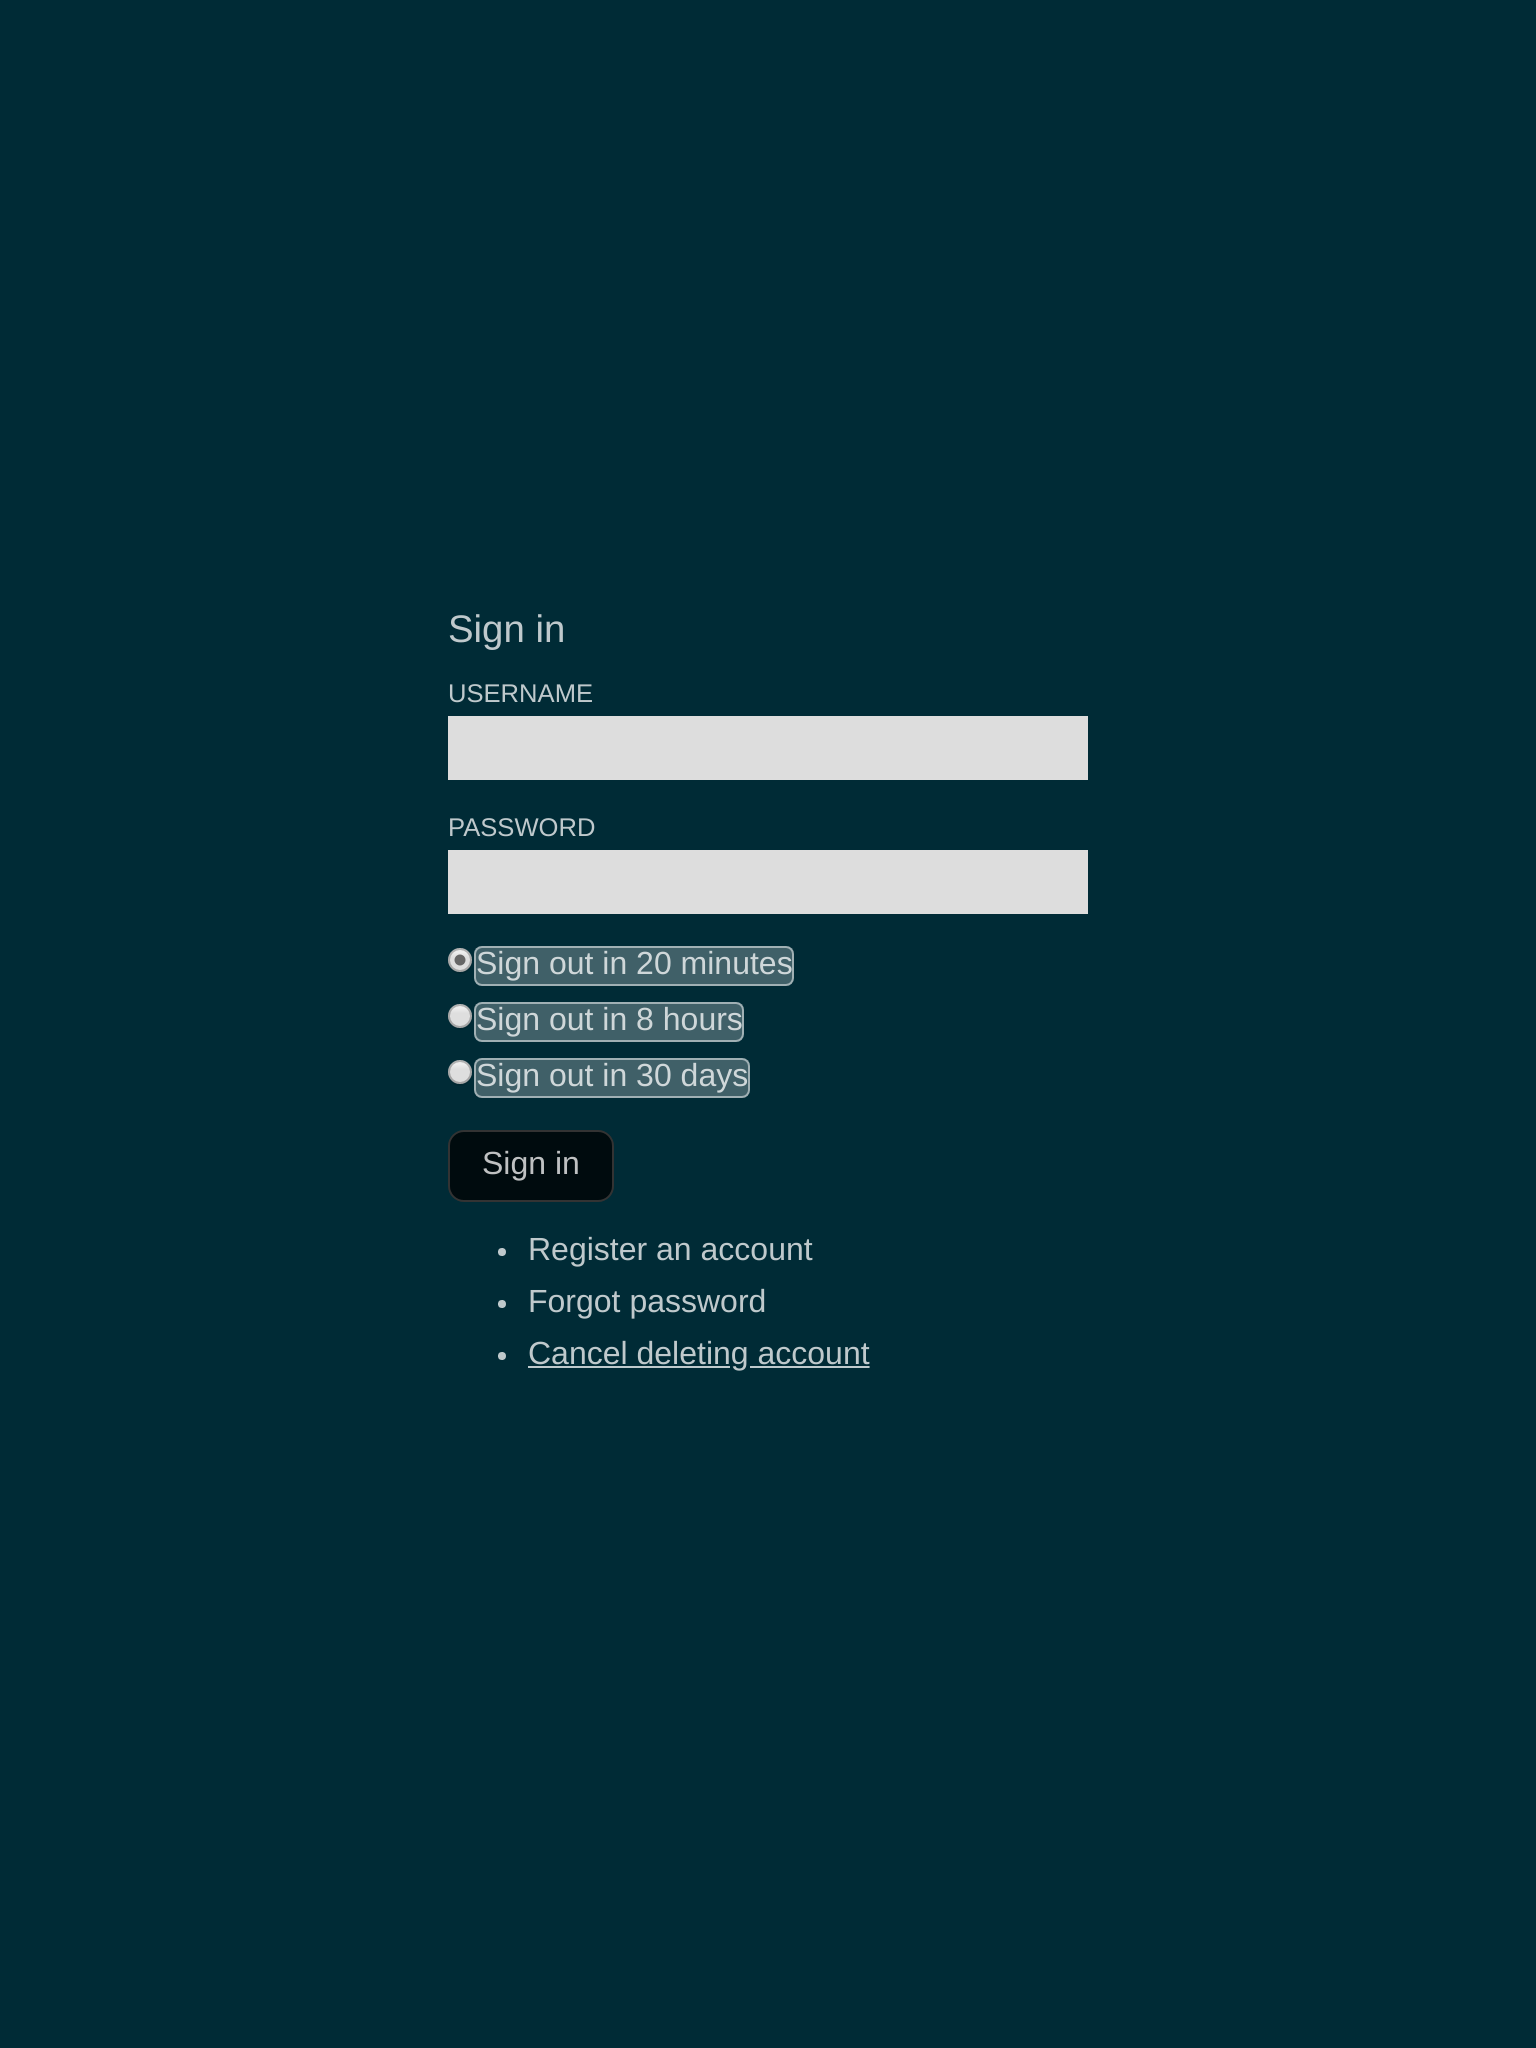 Sign in
USERNAME
PASSWORD
Sign out in 20 minutes
Sign out in 8 hours
Sign out in 30 days
Sign in
Register an account
Forgot password
Cancel deleting account